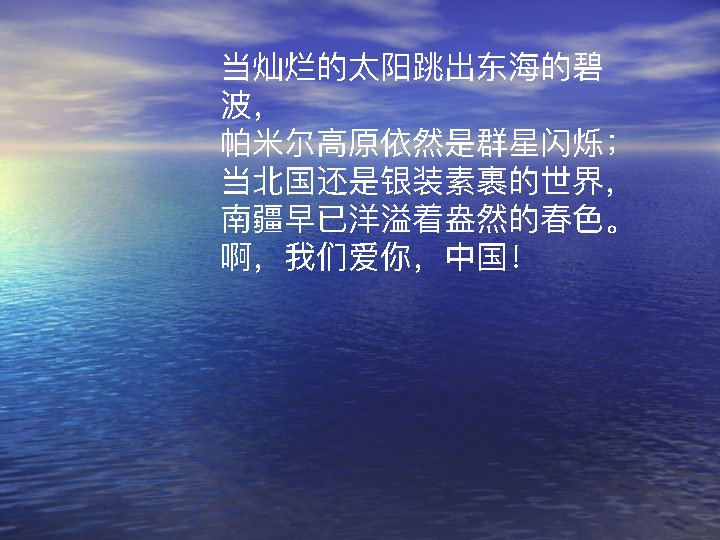 当灿烂的太阳跳出东海的碧
波，
帕米尔高原依然是群星闪烁；
当北国还是银装素裹的世界，
南疆早已洋溢着盎然的春色。
啊，我们爱你，中国！